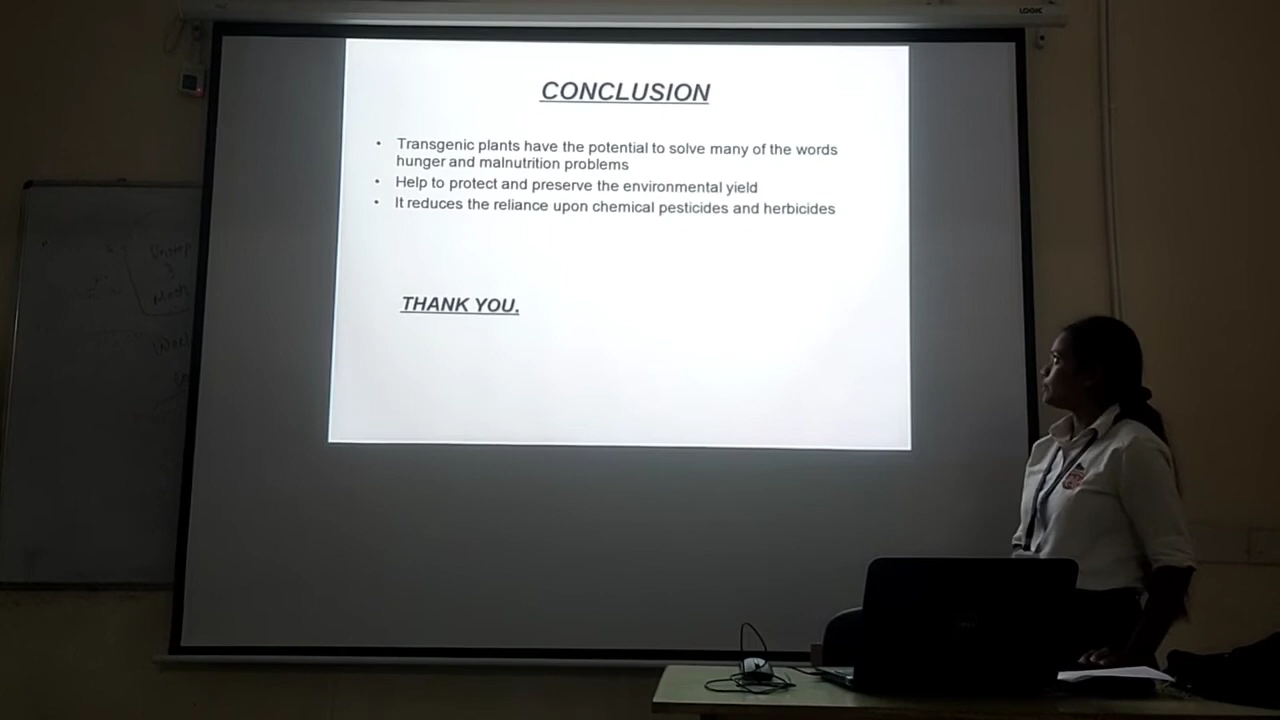 LOGIC
CONCLUSION
• Transgenic plants have the potential to solve many of the words
hunger and malnutrition problems
• Help to protect and preserve the environmental yield
• It reduces the reliance upon chemical pesticides and herbicides
THANK YOU.